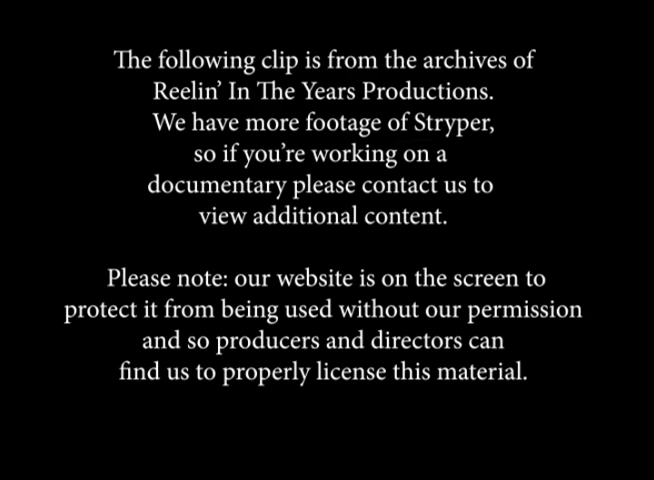 The following clip is from the archives of
Reelin’ In The Years Productions.
We have more footage of Stryper,
so if you’re working on a
documentary please contact us to
view additional content.
Please note: our website is on the screen to
protect it from being used without our permission
and so producers and directors can
find us to properly license this material.